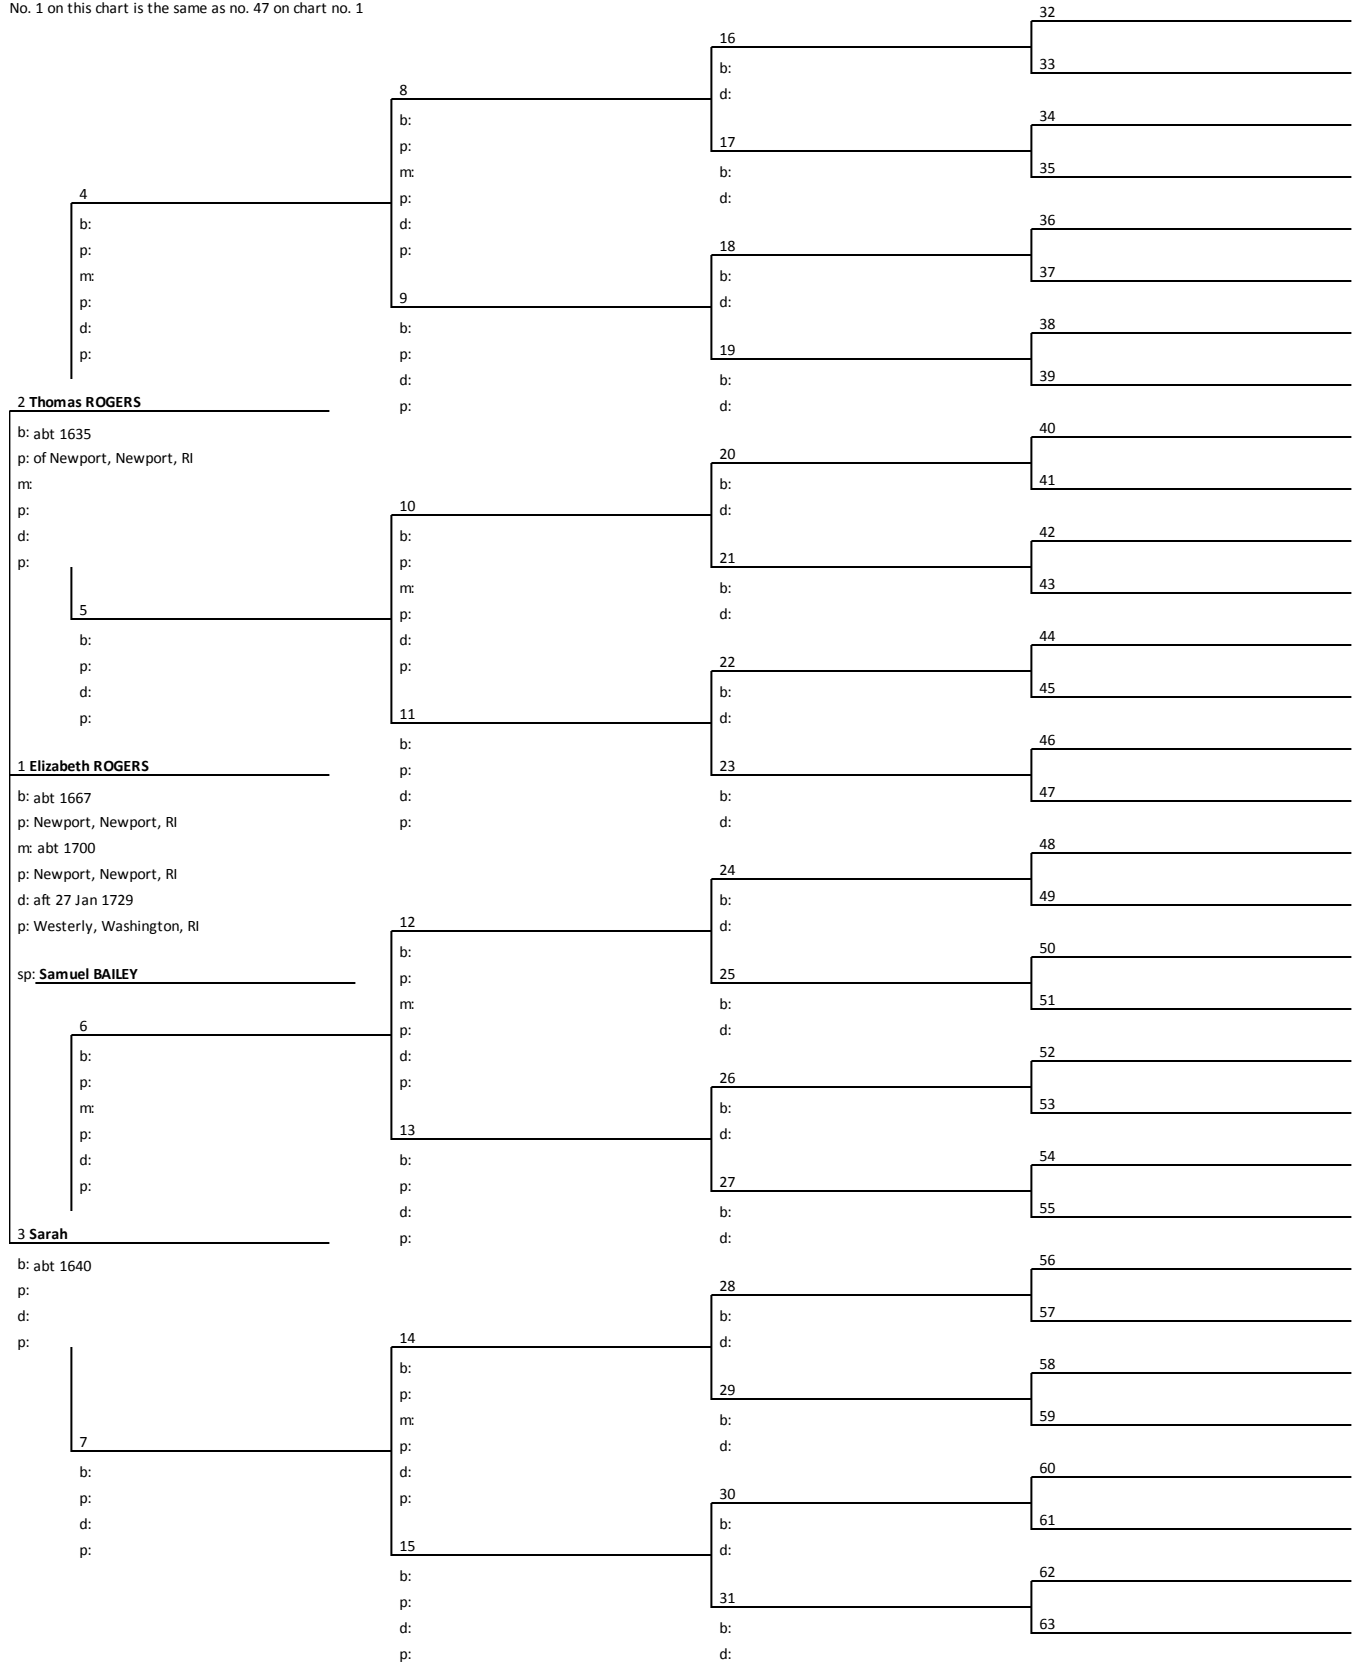 No. 1 on this chart is the same as no. 47 on chart no. 1
4
b:
p:
m:
p:
d:
p:
2 Thomas ROGERS
b: abt 1635
p: of Newport, Newport, RI
m:
p:
d:
p:
5
b:
p:
d:
p:
1 Elizabeth ROGERS
b: abt 1667
p: Newport, Newport, RI
m: abt 1700
p: Newport, Newport, RI
d: aft 27 Jan 1729
p: Westerly, Washington, RI
sp: Samuel BAILEY
6
b:
p:
m:
p:
d:
p:
3 Sarah
b: abt 1640
p:
d:
p:
7
b:
p:
d:
p:
8
b:
p:
m:
p:
d:
p:
9
b:
p:
d:
p:
10
b:
p:
m:
p:
d:
p:
11
b:
p:
d:
p:
12
b:
p:
m:
p:
d:
p:
13
b:
p:
d:
p:
14
b:
p:
m:
p:
d:
p:
15
b:
p:
d:
p:
16
b:
d:
17
b:
d:
18
b:
d:
19
b:
d:
20
b:
d:
21
b:
d:
22
b:
d:
23
b:
d:
24
b:
d:
25
b:
d:
26
b:
d:
27
b:
d:
28
b:
d:
29
b:
d:
30
b:
d:
31
b:
d:
32
33
34
35
36
37
38
39
40
41
42
43
44
45
46
47
48
49
50
51
52
53
54
55
56
57
58
59
60
61
62
63